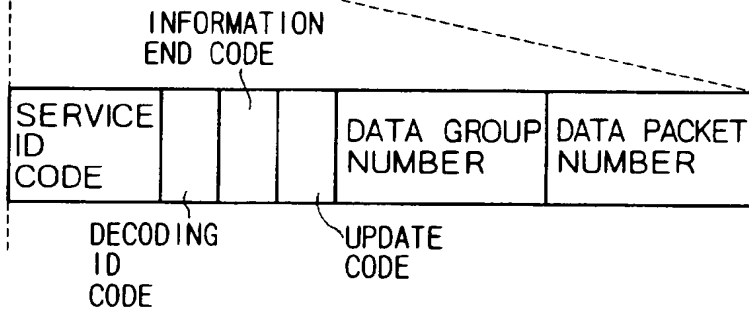 INFORMATION
END CODE
SERVICE
ID
CODE
DATA GROUP
NUMBER
DATA PACKET
NUMBER
DECODING
ID
CODE
UPDATE
CODE